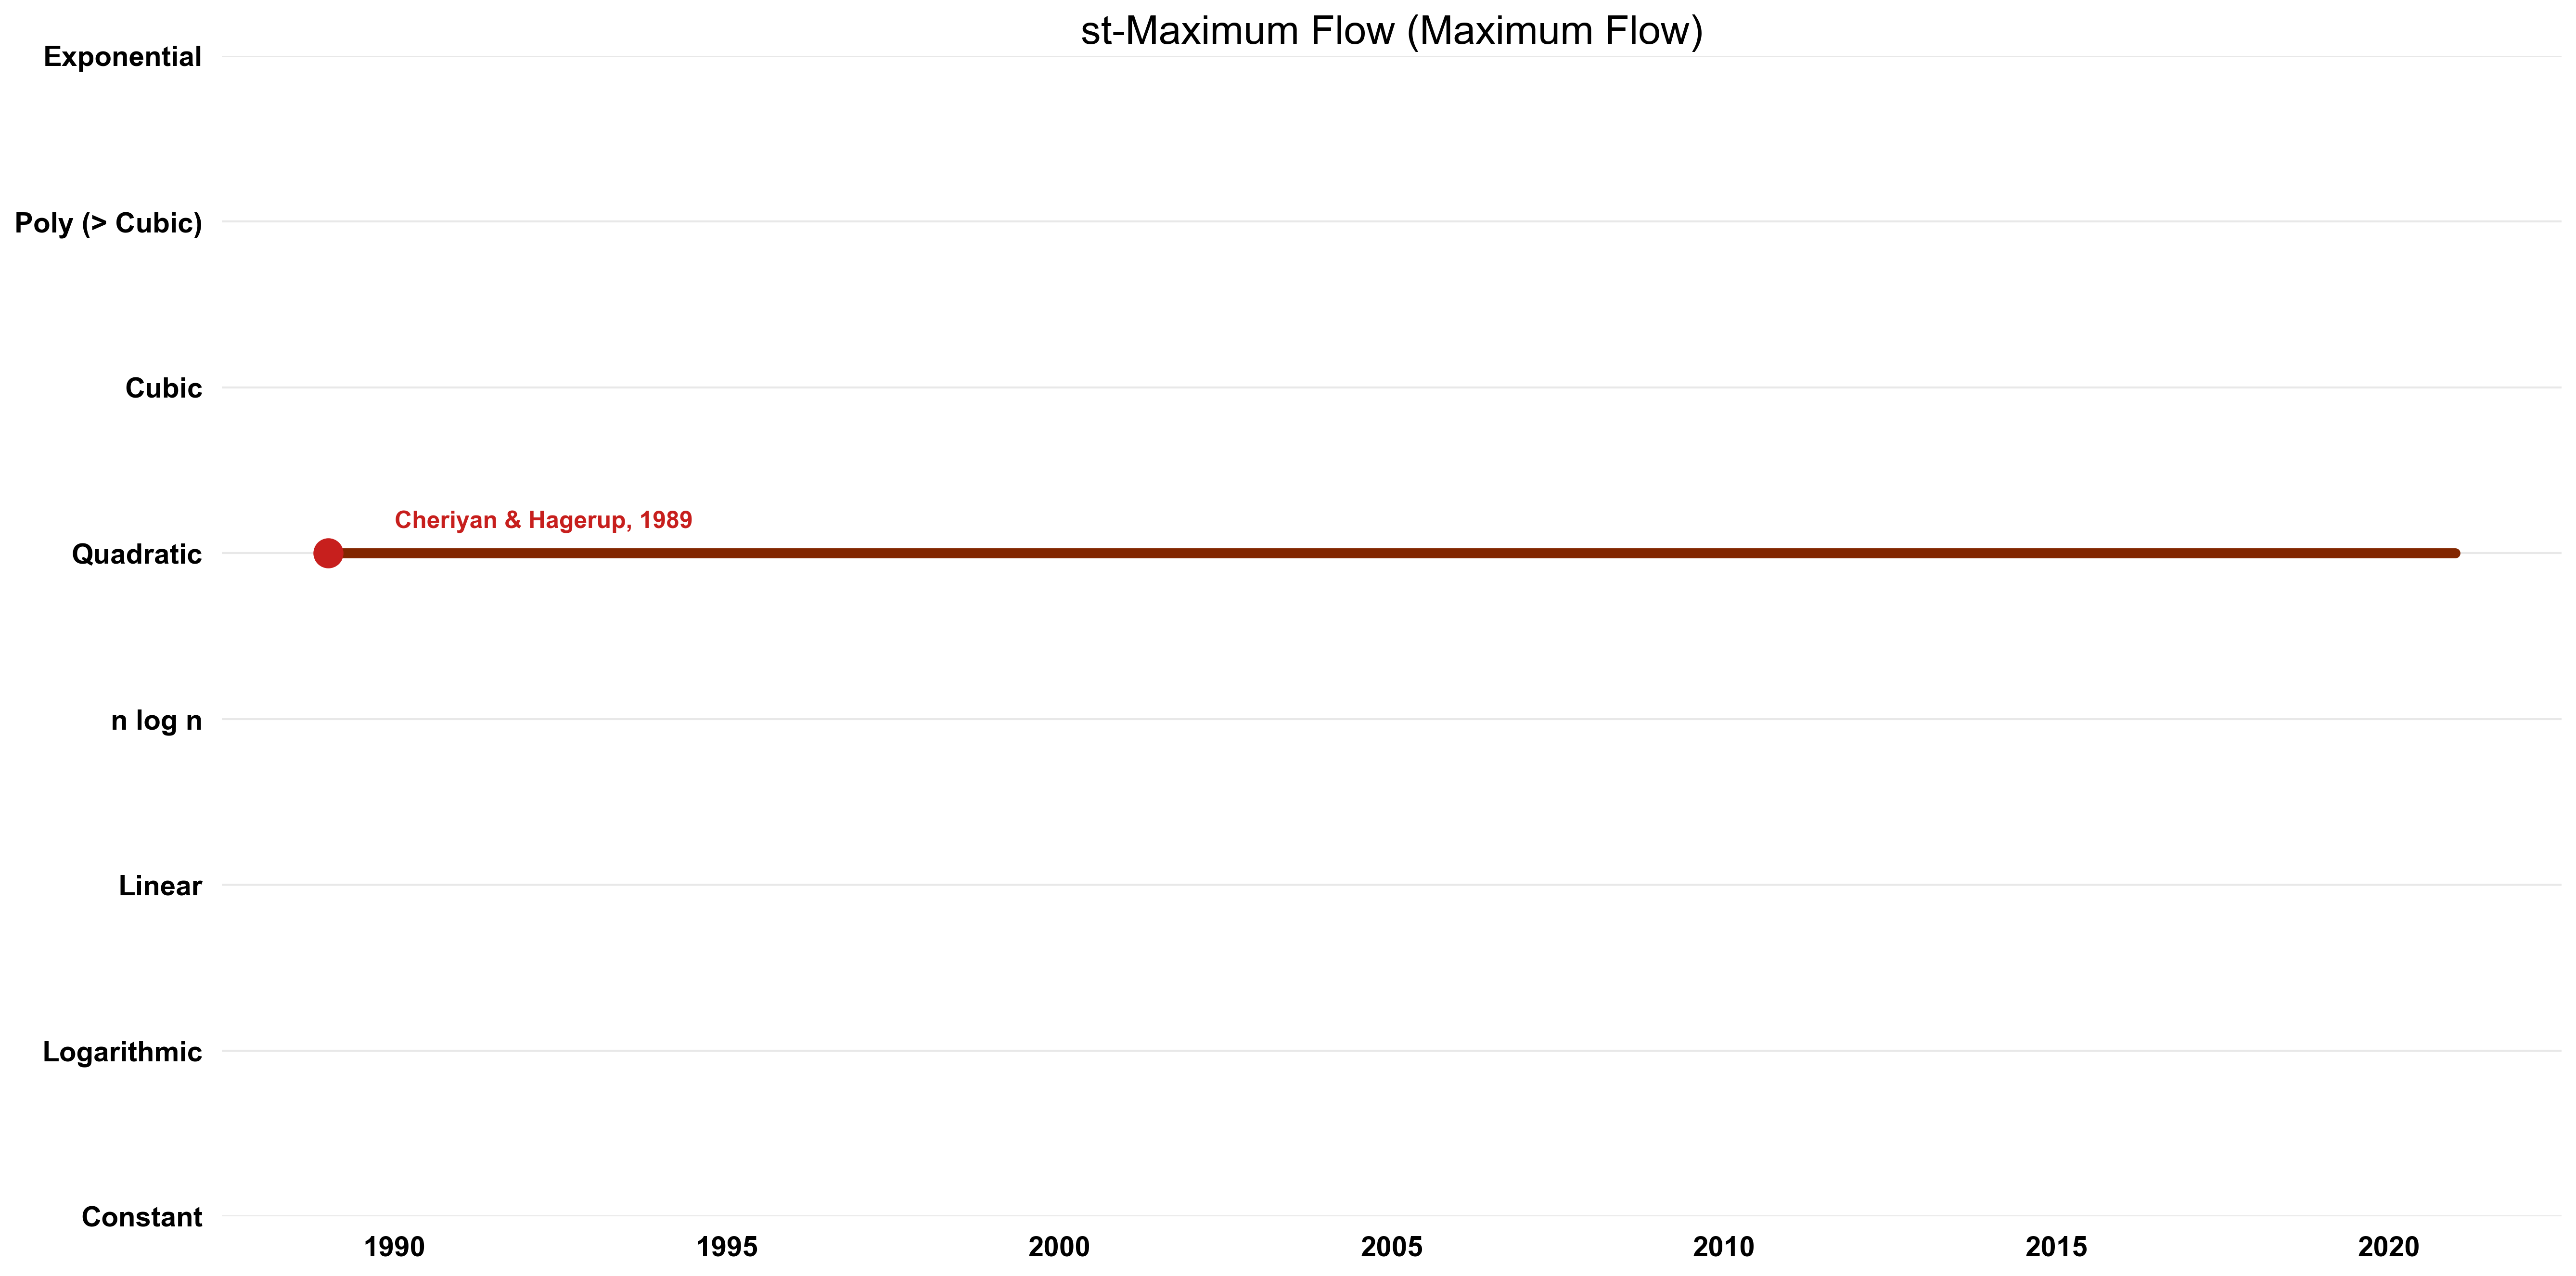 st-Maximum Flow (Maximum Flow)
Exponential
Poly (> Cubic)
Cubic
Cheriyan & Hagerup, 1989
Quadratic
n log n
Linear
Logarithmic
Constant
1990 1995 2000 2005 2010 2015 2020